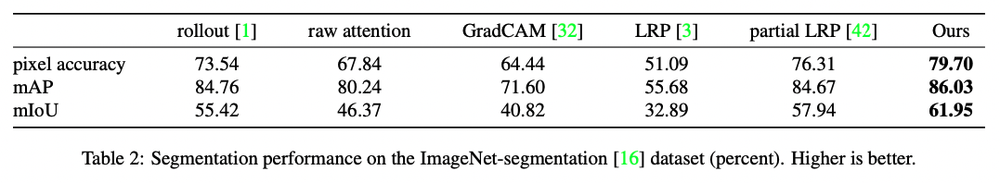 rollout [1] raw attention GradCAM [32] LRP [3] partial LRP [42] Ours
pixel accuracy 73.54 67.84 64.44 51.09 76.31 79.70
mAP 84.76 80.24 71.60 55.68 84.67 86.03
mIoU 55.42 46.37 40.82 32.89 57.94 61.95
Table 2: Segmentation performance on the ImageNet-segmentation [16] dataset (percent). Higher is better.